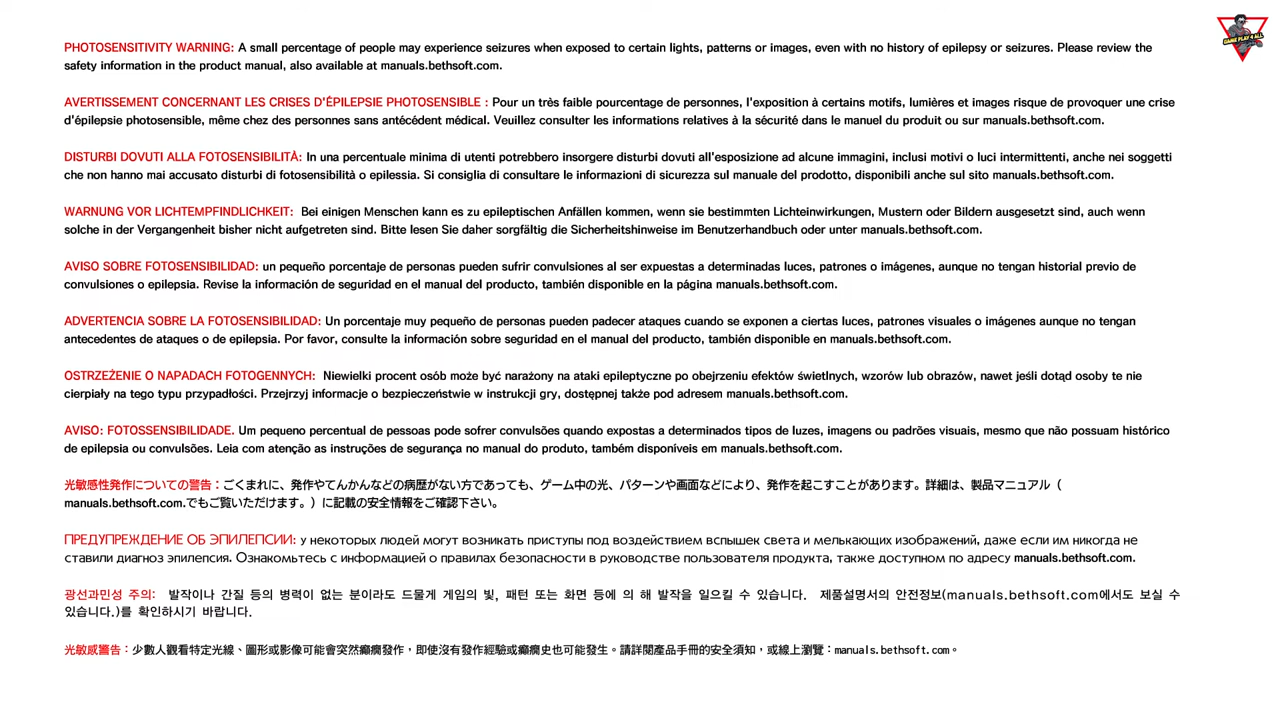 GAME PLAY 4 ALL
PHOTOSENSITIVITY WARNING: A small percentage of people may experience seizures when exposed to certain lights, patterns or images, even with no history of epilepsy or seizures. Please review the
safety information in the product manual, also available at manuals.bethsoft.com.
AVERTISSEMENT CONCERNANT LES CRISES D'ÉPILEPSIE PHOTOSENSIBLE : Pour un très faible pourcentage de personnes, l'exposition à certains motifs, lumières et images risque de provoquer une crise
d'épilepsie photosensible, même chez des personnes sans antécédent médical. Veuillez consulter les informations relatives à la sécurité dans le manuel du produit ou sur manuals.bethsoft.com.
DISTURBI DOVUTI ALLA FOTOSENSIBILITÀ: In una percentuale minima di utenti potrebbero insorgere disturbi dovuti all'esposizione ad alcune immagini, inclusi motivi o luci intermittenti, anche nei soggetti
che non hanno mai accusato disturbi di fotosensibilità o epilessia. Si consiglia di consultare le informazioni di sicurezza sul manuale del prodotto, disponibili anche sul sito manuals.bethsoft.com.
WARNUNG VOR LICHTEMPFINDLICHKEIT: Bei einigen Menschen kann es zu epileptischen Anfällen kommen, wenn sie bestimmten Lichteinwirkungen, Mustern oder Bildern ausgesetzt sind, auch wenn
solche in der Vergangenheit bisher nicht aufgetreten sind. Bitte lesen Sie daher sorgfältig die Sicherheitshinweise im Benutzerhandbuch oder unter manuals.bethsoft.com.
AVISO SOBRE FOTOSENSIBILIDAD: un pequeño porcentaje de personas pueden sufrir convulsiones al ser expuestas a determinadas luces, patrones o imágenes, aunque no tengan historial previo de
convulsiones o epilepsia. Revise la información de seguridad en el manual del producto, también disponible en la página manuals.bethsoft.com.
ADVERTENCIA SOBRE LA FOTOSENSIBILIDAD: Un porcentaje muy pequeño de personas pueden padecer ataques cuando se exponen a ciertas luces, patrones visuales o imágenes aunque no tengan
antecedentes de ataques o de epilepsia. Por favor, consulte la información sobre seguridad en el manual del producto, también disponible en manuals.bethsoft.com.
OSTRZEŻENIE O NAPADACH FOTOGENNYCH: Niewielki procent osób może być narażony na ataki epileptyczne po obejrzeniu efektów świetlnych, wzorów lub obrazów, nawet jeśli dotąd osoby te nie
cierpiały na tego typu przypadłości. Przejrzyj informacje o bezpieczeństwie w instrukcji gry, dostępnej także pod adresem manuals.bethsoft.com.
AVISO: FOTOSSENSIBILIDADE. Um pequeno percentual de pessoas pode sofrer convulsões quando expostas a determinados tipos de luzes, imagens ou padrões visuais, mesmo que não possuam histórico
de epilepsia ou convulsões. Leia com atenção as instruções de segurança no manual do produto, também disponíveis em manuals.bethsoft.com.
光敏感性発作についての警告：ごくまれに、発作やてんかんなどの病歴がない方であっても、ゲーム中の光、パターンや画面などにより、発作を起こすことがあります。詳細は、製品マニュアル（
manuals.bethsoft.com.でもご覧いただけます。）に記載の安全情報をご確認下さい。
ПРЕДУПРЕЖДЕНИЕ ОБ ЭПИЛЕПСИИ: у некоторых людей могут возникать приступы под воздействием вспышек света и мелькающих изображений, даже если им никогда не
ставили диагноз эпилепсия. Ознакомьтесь с информацией о правилах безопасности в руководстве пользователя продукта, также доступном по адресу manuals.bethsoft.com.
광선과민성 주의: 발작이나 간질 등의 병력이 없는 분이라도 드물게 게임의 빛, 패턴 또는 화면 등에 의 해 발작을 일으킬 수 있습니다. 제품설명서의 안전정보(manuals.bethsoft.com에서도 보실 수
있습니다.)를 확인하시기 바랍니다.
光敏感警告：少數人觀看特定光線、圖形或影像可能會突然癲癇發作，即使沒有發作經驗或癲癇史也可能發生。請詳閱產品手冊的安全須知，或線上瀏覽：manuals.bethsoft.com。